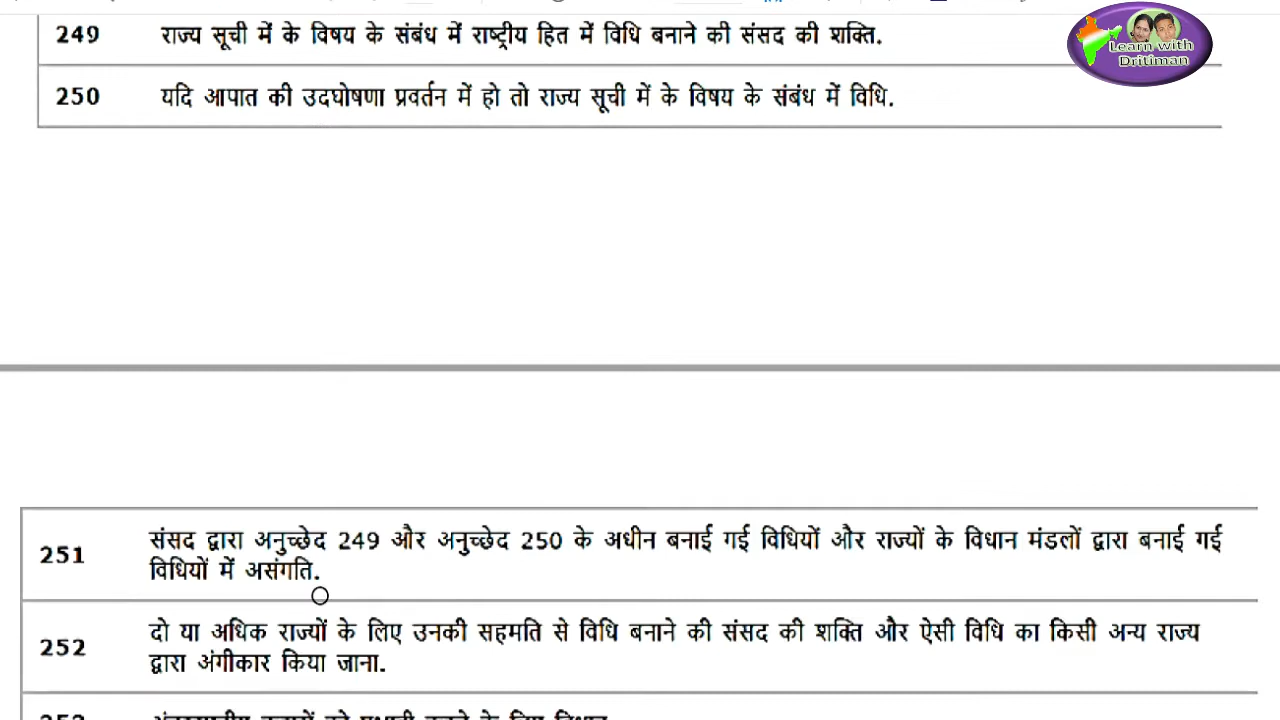 249 राज्य सूची में के विषय के संबंध में राष्ट्रीय हित में विधि बनाने की संसद की शक्ति.
Learn with
Dritiman
250 यदि आपात की उदघोषणा प्रवर्तन में हो तो राज्य सूची में के विषय के संबंध में विधि.
251 संसद द्वारा अनुच्छेद 249 और अनुच्छेद 250 के अधीन बनाई गई विधियों और राज्यों के विधान मंडलों द्वारा बनाई गई
विधियों में असंगति.
252 दो या अधिक राज्यों के लिए उनकी सहमति से विधि बनाने की संसद की शक्ति और ऐसी विधि का किसी अन्य राज्य
द्वारा अंगीकार किया जाना.